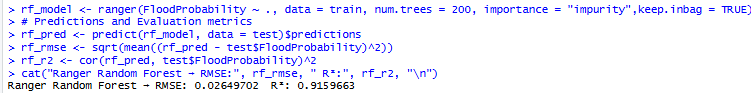 > rf_model <- ranger(FloodProbability ~ ., data = train, num.trees = 200, importance = "impurity",keep.inbag = TRUE)
> # Predictions and Evaluation metrics
> rf_pred <- predict(rf_model, data = test)$predictions
> rf_rmse <- sqrt(mean((rf_pred - test$FloodProbability)^2))
> rf_r2 <- cor(rf_pred, test$FloodProbability)^2
> cat("Ranger Random Forest → RMSE:", rf_rmse, " R²:", rf_r2, "\n")
Ranger Random Forest → RMSE: 0.02649702  R²: 0.9159663